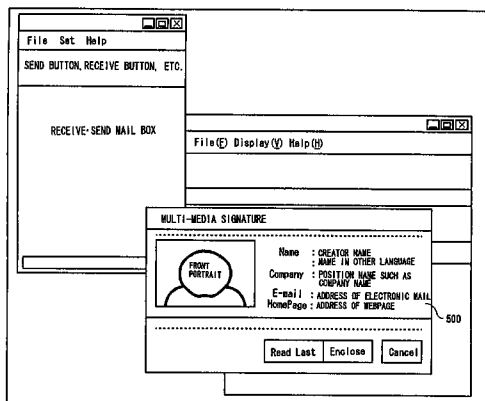 File Set Help
SEND BUTTON, RECEIVE BUTTON, ETC.
RECEIVE·SEND MAIL BOX
File(F) Display(V) Help(H)
MULTI-MEDIA SIGNATURE
FRONT
PORTRAIT
Name : CREATOR NAME
: NAME IN OTHER LANGUAGE
Company : POSITION NAME SUCH AS
COMPANY NAME
E-mail : ADDRESS OF ELECTRONIC MAIL
HomePage : ADDRESS OF WEBPAGE
500
Read Last Enclose Cancel